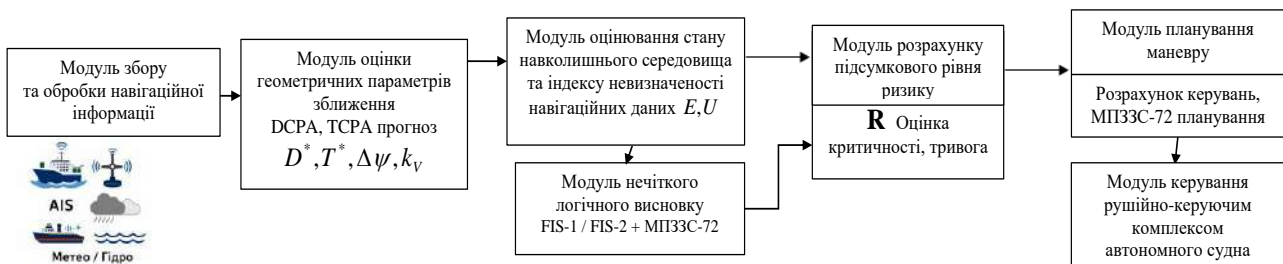 Модуль збору
та обробки навігаційної
інформації
AIS
Метео / Гідро
Модуль оцінки
геометричних параметрів
зближення
DCPA, TCPA прогноз
D*,T*,Δψ,k_V
Модуль оцінювання стану
навколишнього середовища
та індексу невизначеності
навігаційних даних E,U
Модуль нечіткого
логічного висновку
FIS-1 / FIS-2 + МПЗЗС-72
Модуль розрахунку
підсумкового рівня
ризику
R Оцінка
критичності, тривога
Модуль планування
маневру
Розрахунок керувань,
МПЗЗС-72 планування
Модуль керування
рушійно-керуючим
комплексом
автономного судна